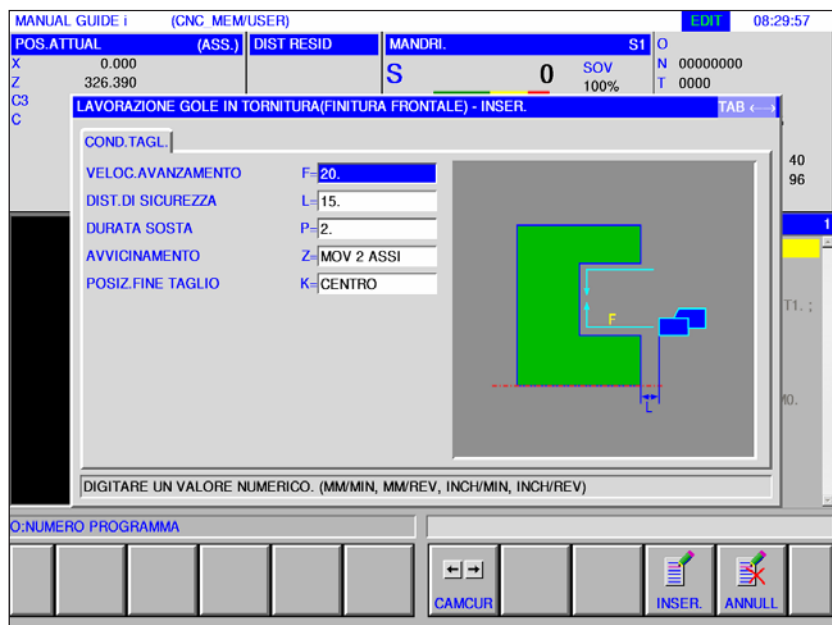 MANUAL GUIDE i (CNC_MEM/USER) EDIT 08:29:57
POS.ATTUAL (ASS.) DIST RESID MANDRI. S1 O
X 0.000 N 00000000
Z 326.390 S 0 SOV 100% T 0000
C3
C
LAVORAZIONE GOLE IN TORNITURA(FINITURA FRONTALE) - INSER. TAB ←→
COND.TAGL.
VELOC.AVANZAMENTO F= 20.
DIST.DI SICUREZZA L= 15.
DURATA SOSTA P= 2.
AVVICINAMENTO Z= MOV 2 ASSI
POSIZ.FINE TAGLIO K= CENTRO
F
L
40
96
1
T1. ;
M0.
DIGITARE UN VALORE NUMERICO. (MM/MIN, MM/REV, INCH/MIN, INCH/REV)
O:NUMERO PROGRAMMA
CAMCUR INSER. ANNULL